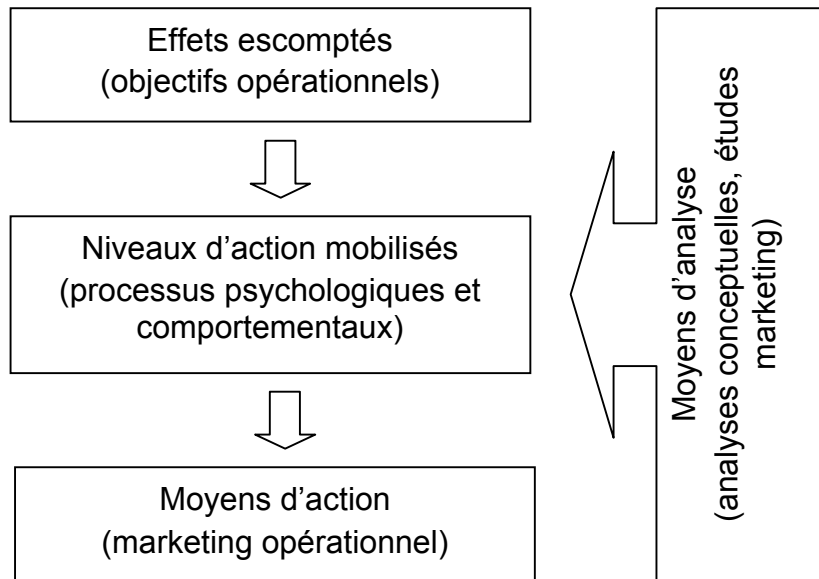 Effets escomptés
(objectifs opérationnels)
Niveaux d’action mobilisés
(processus psychologiques et
comportementaux)
Moyens d’action
(marketing opérationnel)
Moyens d’analyse
(analyses conceptuelles, études
marketing)